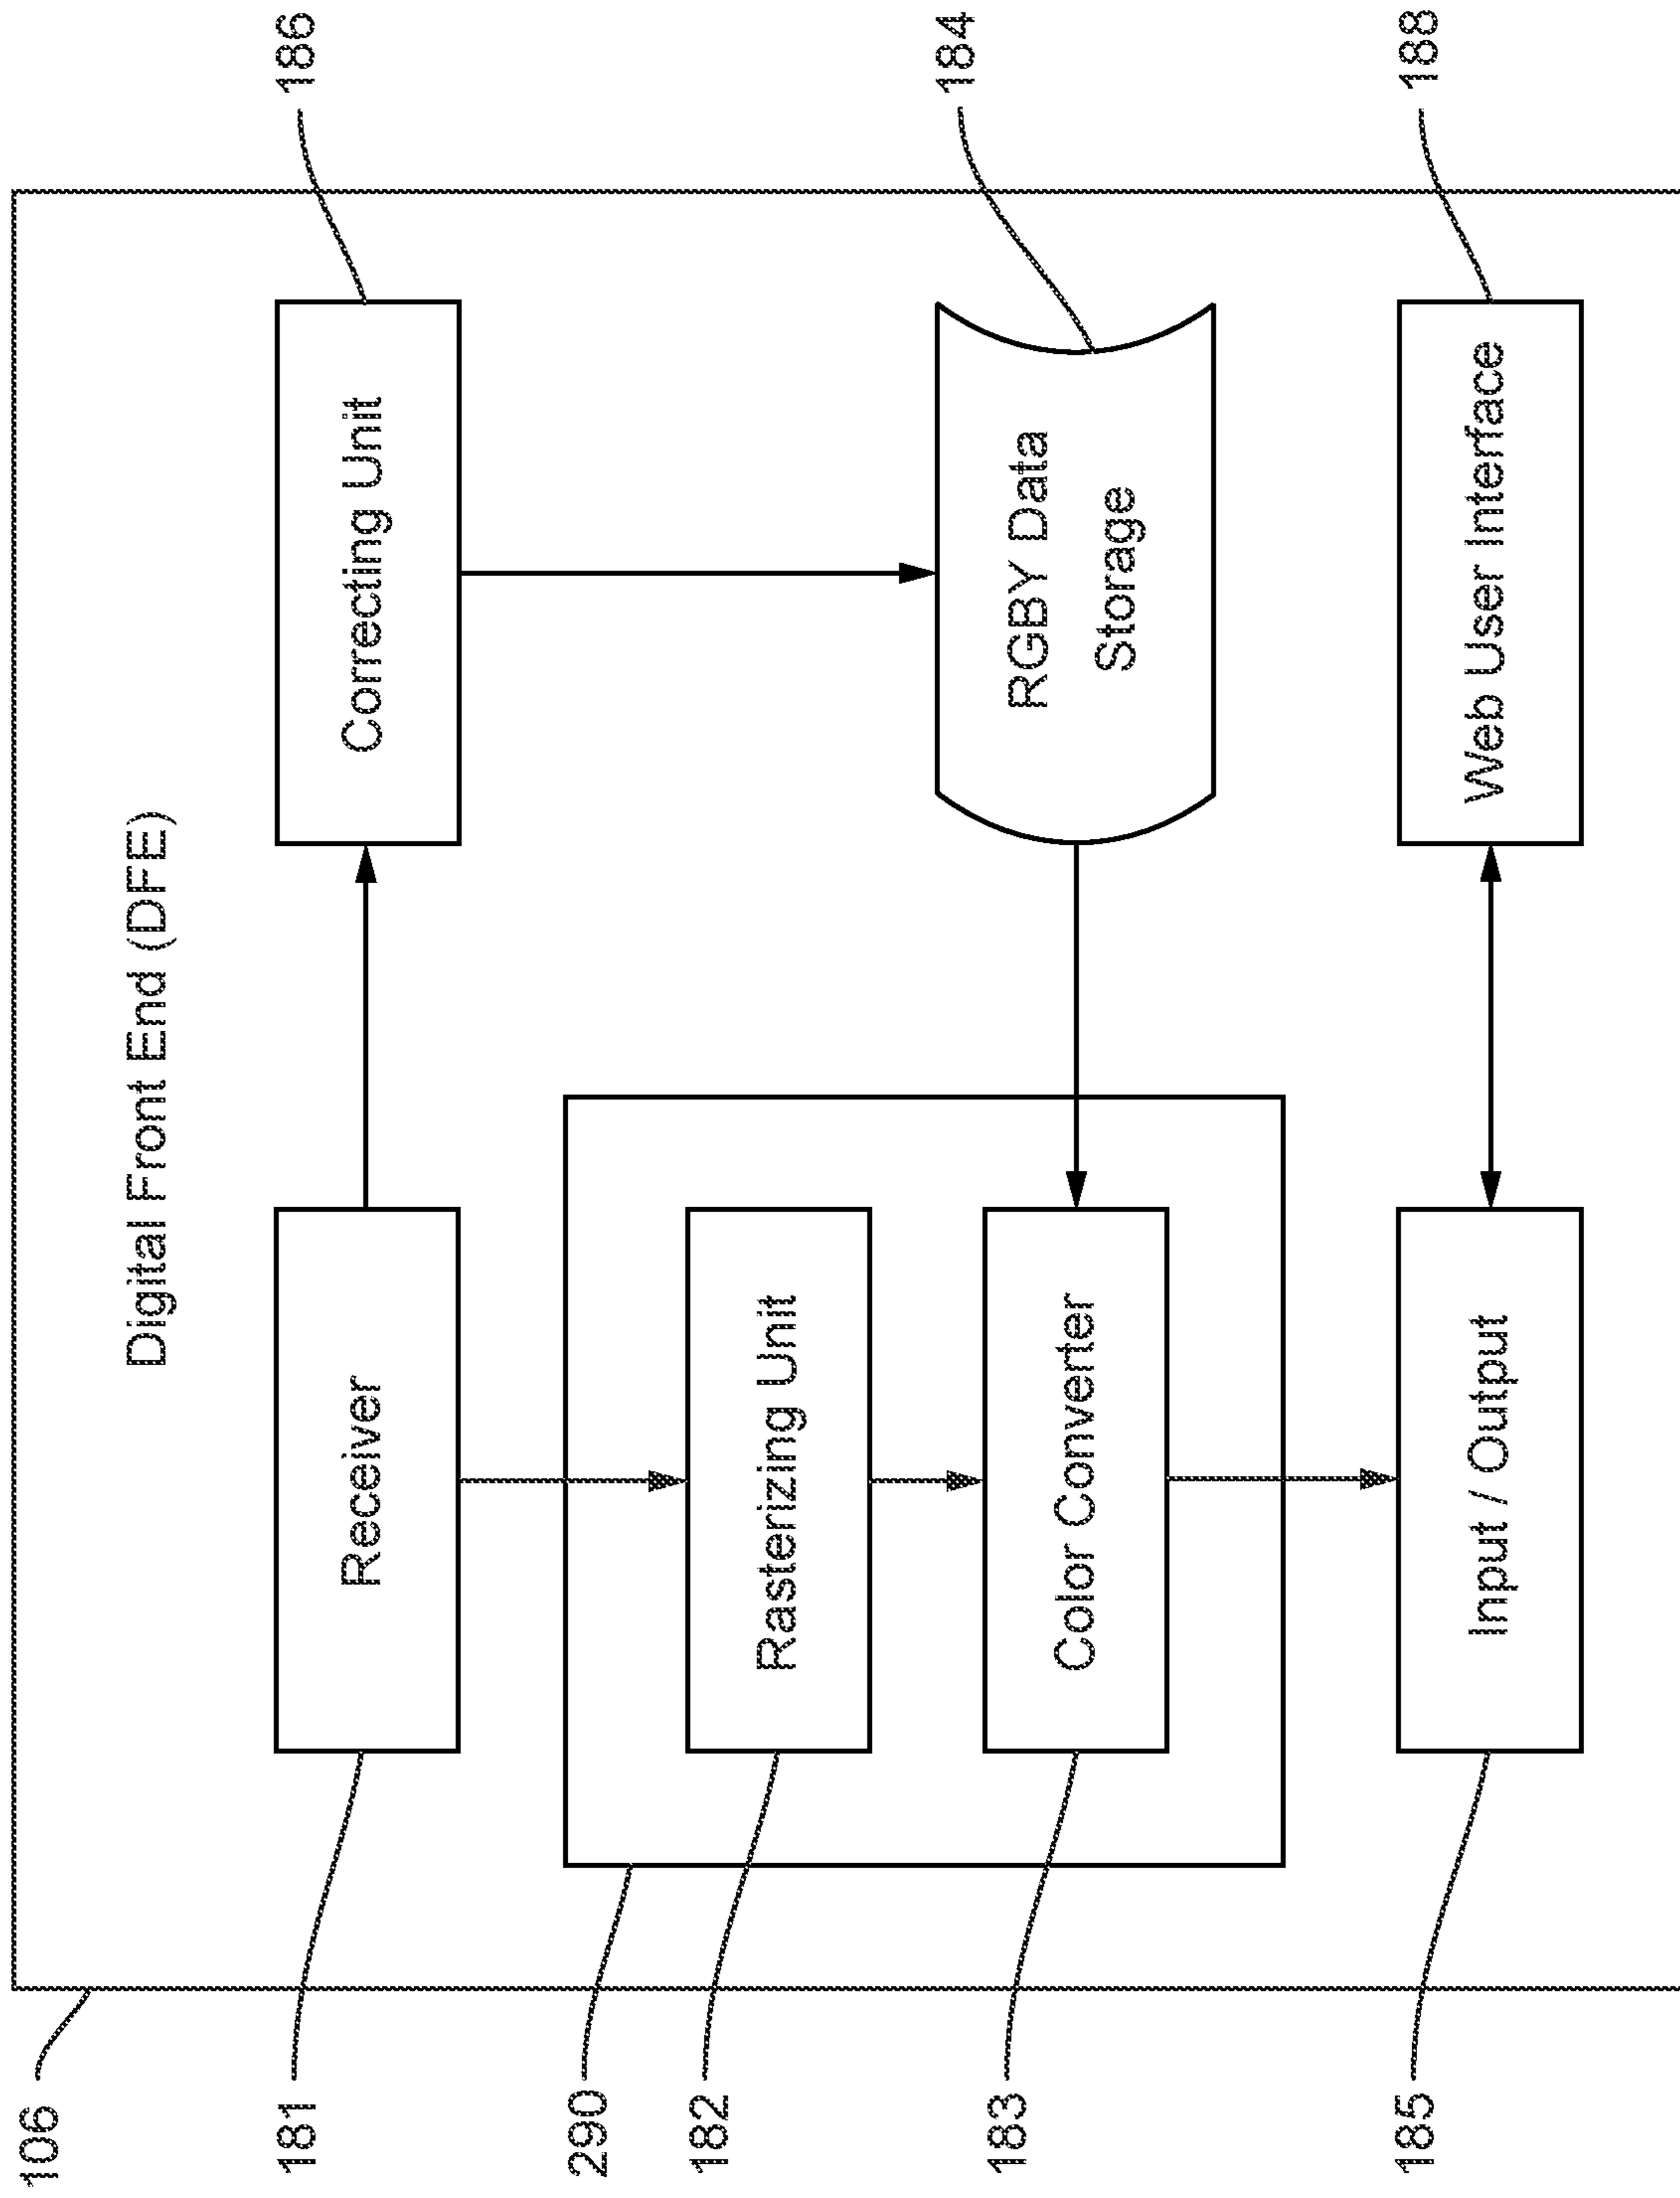 Digital Front End (DFE)
106
181
Receiver
Correcting Unit
186
290
182
Rasterizing Unit
183
Color Converter
RGBY Data
Storage
184
185
Input / Output
Web User Interface
188